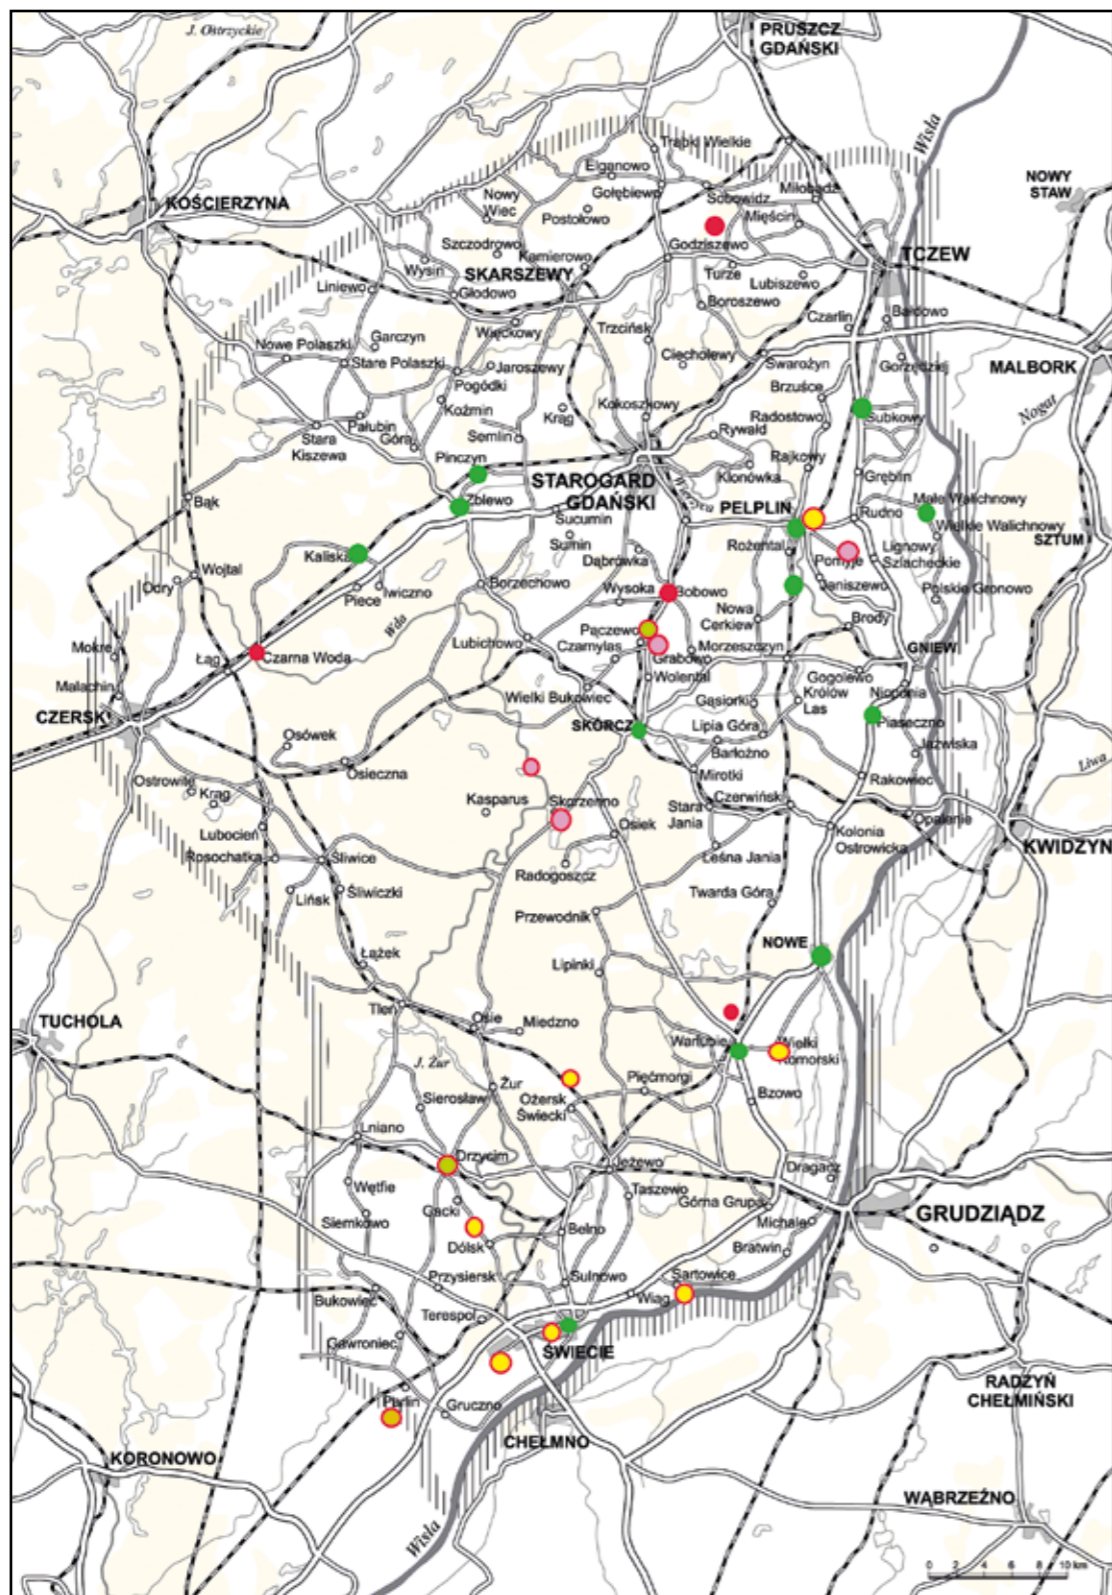 PRUSZCZ
GDAŃSKI
J. Ostrzyckie
Wisła
Trąbki Wielkie
Elganowo
Gołębiewo
NOWY
STAW
KOŚCIERZYNA
Nowy
Wiec
Postołowo
Sobowidz
Miłobądz
Mięścin
Szczodrowo
Kamierowo
Godziszewo
TCZEW
Wysin
SKARSZEWY
Turze
Lubiszewo
Liniewo
Głodowo
Boroszewo
Czarlin
Bałdowo
Więckowy
Trzcińsk
Garczyn
Nowe Polaszki
Stare Polaszki
Jaroszewy
Ciecholewy
Swarożyn
Gorzędziej
MALBORK
Pogódki
Brzuśce
Nogat
Koźmin
Krąg
Kokoszkowy
Radostowo
Subkowy
Pałubin
Stara
Kiszewa
Góra
Semlin
Rywałd
Pinczyn
STAROGARD
GDAŃSKI
Klonówka
Rajkowy
Gręblin
Bąk
Zblewo
Sucumin
Wierzyca
PELPLIN
Rudno
Małe Walichnowy
Wielkie Walichnowy
SZTUM
Kaliska
Sumin
Dąbrówka
Rożental
Pomyje
Lignowy
Szlacheckie
Wojtal
Odry
Piece
Iwiczno
Borzechowo
Wysoka
Bobowo
Janiszewo
Polskie Gronowo
Nowa
Cerkiew
Wda
Pączewo
Brody
Mokre
Łąg
Czarna Woda
Lubichowo
Czarnylas
Grabowo
Morzeszczyn
GNIEW
Malachin
Wolental
Gogolewo
CZERSK
Wielki Bukowiec
Gąsiorki
Królów
Las
Nicponia
SKÓRCZ
Lipia Góra
Piaseczno
Osówek
Barłożno
Jaźwiska
Liwa
Osieczna
Mirotki
Rakowiec
Ostrowite
Krąg
Kasparus
Skorzenno
Stara
Jania
Czerwińsk
Opalenie
Lubocień
Osiek
Kolonia
Ostrowicka
KWIDZYN
Rosochatka
Śliwice
Leśna Jania
Radogoszcz
Lińsk
Śliwiczki
Twarda Góra
Przewodnik
NOWE
Łążek
Lipinki
Tleń
TUCHOLA
Osie
Miedzno
Warlubie
Wielki
Komorski
J. Żur
Żur
Pięćmorgi
Sierosław
Ożersk
Świecki
Bzowo
Lniano
Drzycim
Jeżewo
Dragacz
Wętfie
Taszewo
Gacki
Górna Grupa
GRUDZIĄDZ
Siemkowo
Belno
Michale
Dólsk
Bratwin
Przysiersk
Sulnowo
Sartowice
Bukowiec
Wiąg
Terespol
Gawroniec
ŚWIECIE
RADZYŃ
CHEŁMIŃSKI
Parlin
Gruczno
CHEŁMNO
KORONOWO
WĄBRZEŹNO
Wisła
0 2 4 6 8 10 km